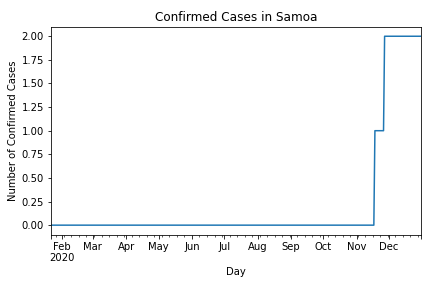 Confirmed Cases in Samoa
2.00
1.75
1.50
1.25
1.00
0.75
0.50
0.25
0.00
Number of Confirmed Cases
Feb Mar Apr May Jun Jul Aug Sep Oct Nov Dec
2020
Day